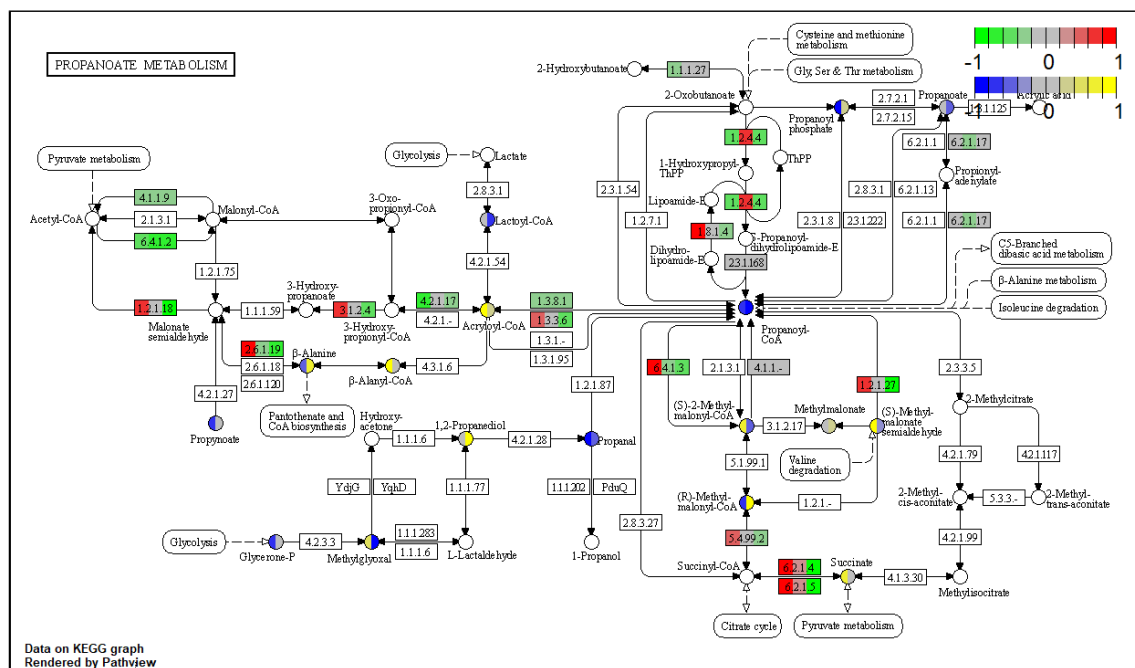 PROPANOATE METABOLISM
Cysteine and methionine
metabolism
Gly, Ser & Thr metabolism
-1 0 1
-1 0 1
2-Hydroxybutanoate
1.1.1.27
2-Oxobutanoate
Propanoyl
phosphate
2.7.2.1
2.7.2.15
Propanoate
Acrylic acid
1.3.1.125
1.2.4.4
ThPP
1-Hydroxypropyl-
ThPP
6.2.1.1
6.2.1.17
Propionyl-
adenylate
Pyruvate metabolism
Glycolysis
Lactate
2.8.3.1
2.3.1.54
2.8.3.1
6.2.1.13
Lipoamide-E
1.2.4.4
1.2.7.1
2.3.1.8
2.3.1.222
6.2.1.1
6.2.1.17
4.1.1.9
Acetyl-CoA
2.1.3.1
Malonyl-CoA
6.4.1.2
3-Oxo-
propionyl-CoA
Lactoyl-CoA
1.8.1.4
S-Propanoyl-
dihydrolipoamide-E
Dihydro-
lipoamide-E
2.3.1.168
C5-Branched
dibasic acid metabolism
β-Alanine metabolism
Isoleucine degradation
1.2.1.75
4.2.1.54
3-Hydroxy-
propanoate
1.2.1.18
Malonate
semialdehyde
1.1.1.59
3.1.2.4
3-Hydroxy-
propionyl-CoA
4.2.1.17
4.2.1.-
Acryloyl-CoA
1.3.8.1
1.3.3.6
1.3.1.-
1.3.1.95
Propanoyl-
CoA
2.6.1.19
2.6.1.18
2.6.1.120
β-Alanine
β-Alanyl-CoA
4.3.1.6
1.2.1.87
6.4.1.3
2.1.3.1
4.1.1.-
1.2.1.27
2.3.3.5
4.2.1.27
Propynoate
Pantothenate and
CoA biosynthesis
Hydroxy-
acetone
1.1.1.6
1,2-Propanediol
4.2.1.28
Propanal
(S)-2-Methyl-
malonyl-CoA
3.1.2.17
Methylmalonate
(S)-Methyl-
malonate
semialdehyde
2-Methylcitrate
Valine
degradation
5.1.99.1
4.2.1.79
4.2.1.117
YdjG
YqhD
1.1.1.77
1.1.1.202
PduQ
2.8.3.27
(R)-Methyl-
malonyl-CoA
1.2.1.-
2-Methyl-
cis-aconitate
5.3.3.-
2-Methyl-
trans-aconitate
Glycolysis
Glycerone-P
4.2.3.3
Methylglyoxal
1.1.1.283
1.1.1.6
L-Lactaldehyde
1-Propanol
5.4.99.2
4.2.1.99
Succinyl-CoA
6.2.1.4
6.2.1.5
Succinate
4.1.3.30
Methylisocitrate
Citrate cycle
Pyruvate metabolism
Data on KEGG graph
Rendered by Pathview